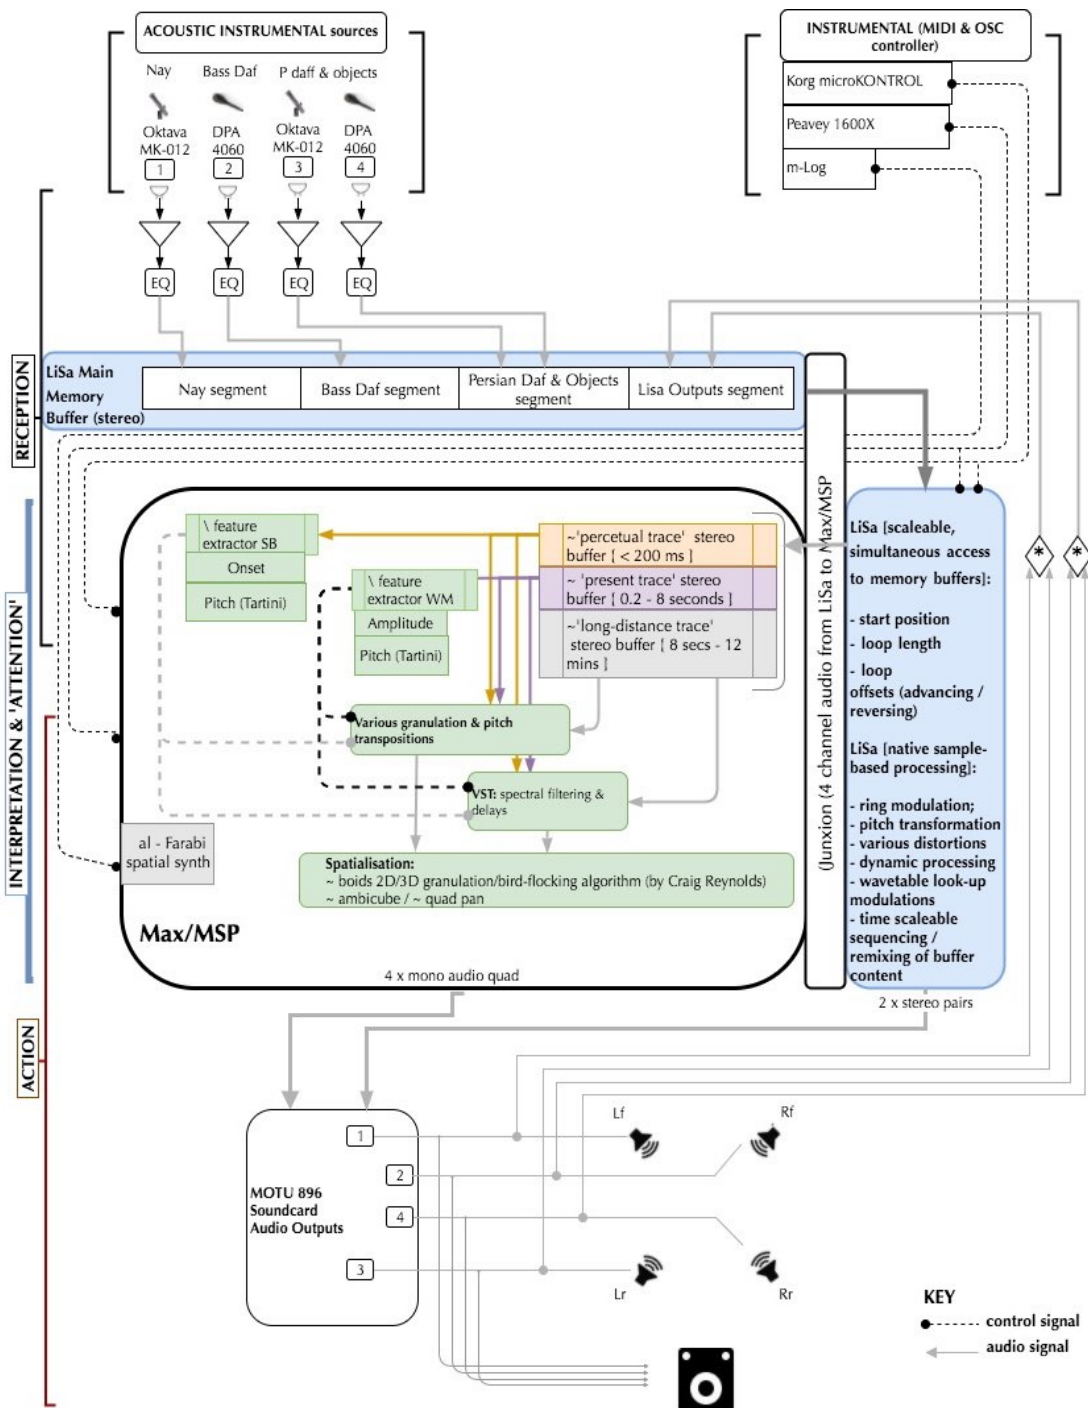 ACOUSTIC INSTRUMENTAL sources
Nay
Bass Daf
P daff & objects
Oktava
MK-012
DPA
4060
Oktava
MK-012
DPA
4060
1
2
3
4
EQ
EQ
EQ
EQ
INSTRUMENTAL (MIDI & OSC
controller)
Korg microKONTROL
Peavey 1600X
m-Log
RECEPTION
LiSa Main
Memory
Buffer (stereo)
Nay segment
Bass Daf segment
Persian Daf & Objects
segment
Lisa Outputs segment
(Junxion (4 channel audio from LiSa to Max/MSP
INTERPRETATION & 'ATTENTION'
\ feature
extractor SB
Onset
Pitch (Tartini)
\ feature
extractor WM
Amplitude
Pitch (Tartini)
~'percetual trace' stereo
buffer { < 200 ms }
~ 'present trace' stereo
buffer { 0.2 - 8 seconds }
~'long-distance trace'
stereo buffer { 8 secs - 12
mins }
Various granulation & pitch
transpositions
VST: spectral filtering &
delays
al - Farabi
spatial synth
Spatialisation:
~ boids 2D/3D granulation/bird-flocking algorithm (by Craig Reynolds)
~ ambicube / ~ quad pan
Max/MSP
4 x mono audio quad
LiSa [scaleable,
simultaneous access
to memory buffers]:
- start position
- loop length
- loop
offsets (advancing /
reversing)
LiSa [native sample-
based processing]:
- ring modulation;
- pitch transformation
- various distortions
- dynamic processing
- wavetable look-up
modulations
- time scaleable
sequencing /
remixing of buffer
content
2 x stereo pairs
*
*
ACTION
MOTU 896
Soundcard
Audio Outputs
1
2
4
3
Lf
Rf
Lr
Rr
KEY
control signal
audio signal